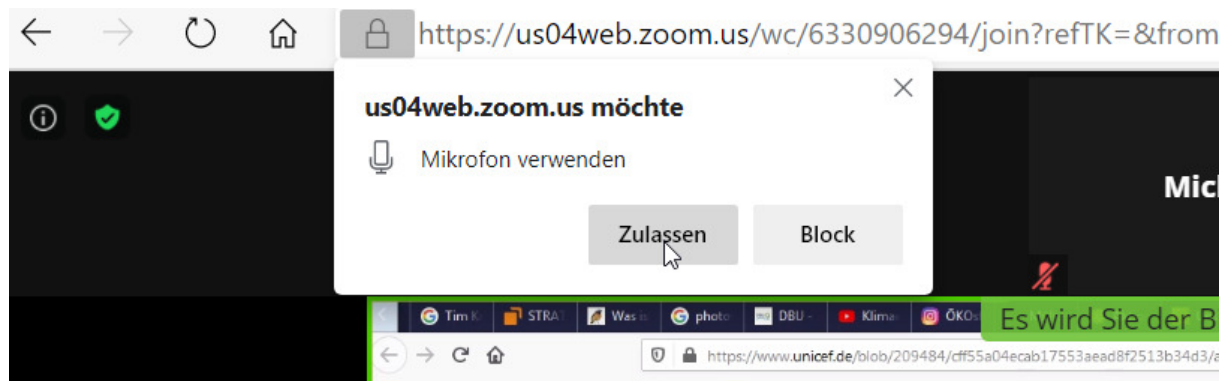 https://us04web.zoom.us/wc/6330906294/join?refTK=&from
us04web.zoom.us möchte
Mikrofon verwenden
Zulassen
Block
Mic
Tim K
STRAT
Was is
photo
DBU -
Klima
ÖKOs
Es wird Sie der B
https://www.unicef.de/blob/209484/cff55a04ecab17553aead8f2513b34d3/a